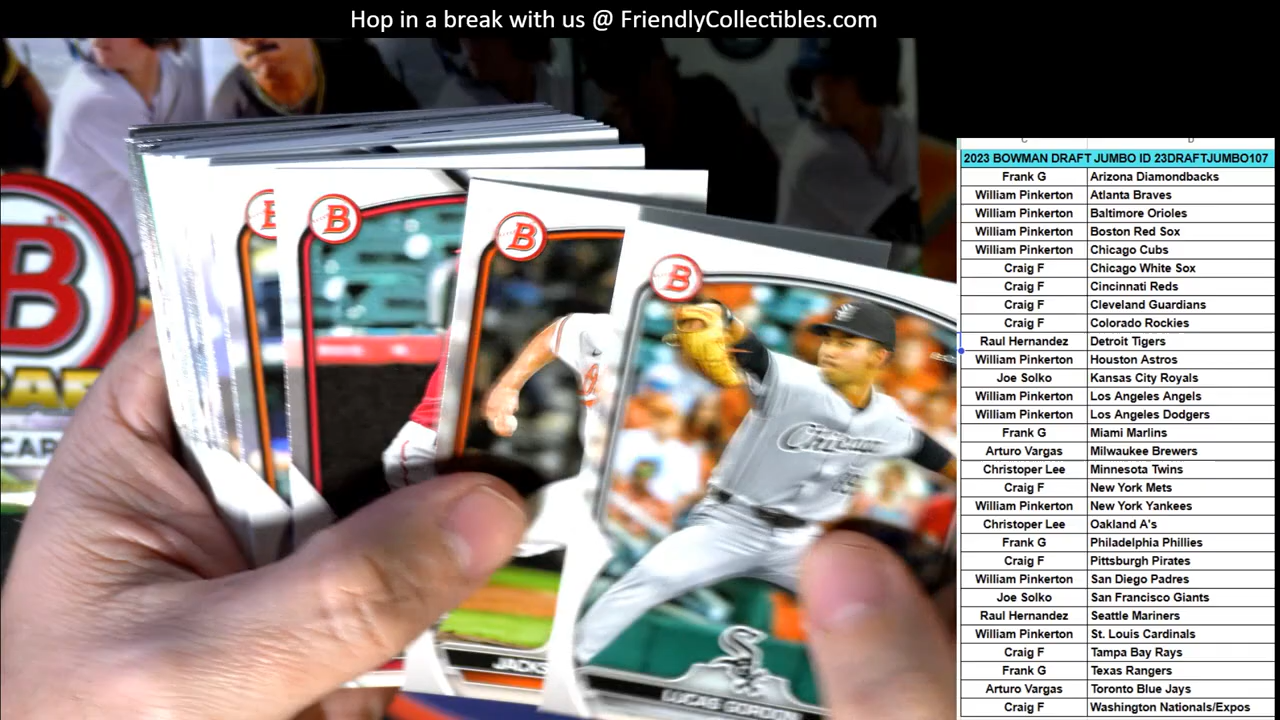 Hop in a break with us @ FriendlyCollectibles.com
2023 BOWMAN DRAFT JUMBO ID 23DRAFTJUMBO107
Frank G Arizona Diamondbacks
William Pinkerton Atlanta Braves
William Pinkerton Baltimore Orioles
William Pinkerton Boston Red Sox
William Pinkerton Chicago Cubs
Craig F Chicago White Sox
Craig F Cincinnati Reds
Craig F Cleveland Guardians
Craig F Colorado Rockies
Raul Hernandez Detroit Tigers
William Pinkerton Houston Astros
Joe Solko Kansas City Royals
William Pinkerton Los Angeles Angels
William Pinkerton Los Angeles Dodgers
Frank G Miami Marlins
Arturo Vargas Milwaukee Brewers
Christoper Lee Minnesota Twins
Craig F New York Mets
William Pinkerton New York Yankees
Christoper Lee Oakland A's
Frank G Philadelphia Phillies
Craig F Pittsburgh Pirates
William Pinkerton San Diego Padres
Joe Solko San Francisco Giants
Raul Hernandez Seattle Mariners
William Pinkerton St. Louis Cardinals
Craig F Tampa Bay Rays
Frank G Texas Rangers
Arturo Vargas Toronto Blue Jays
Craig F Washington Nationals/Expos
B
B
B
B
Chicago
JACKS
LUCAS GORDON